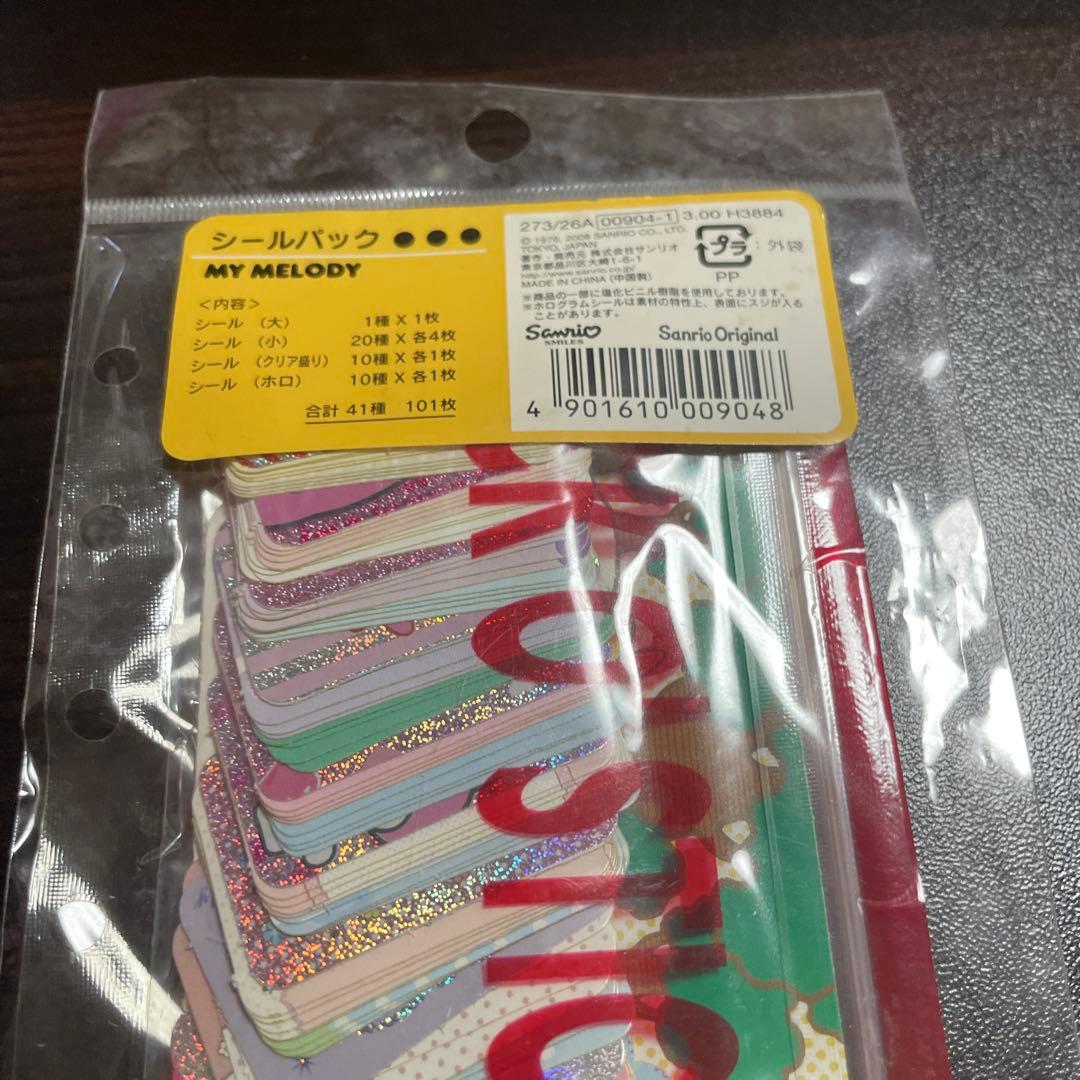 シールパック ●●●
MY MELODY
＜内容＞
シール （大） 1種 X 1枚
シール （小） 20種 X 各4枚
シール （クリア盛り） 10種 X 各1枚
シール （ホロ） 10種 X 各1枚
合計 41種 101枚
273/26A 00904-1 3.00 H3884
© 1976, 2008 SANRIO CO., LTD.
TOKYO, JAPAN
著作・発売元 株式会社サンリオ
東京都品川区大崎1-6-1
http://www.sanrio.co.jp/
MADE IN CHINA (中国製)
プラ : 外袋
PP
※商品の一部に塩化ビニル樹脂を使用しております。
※ホログラムシールは素材の特性上、表面にスジが入る
ことがあります。
Sanrio
SMILES
Sanrio Original
4 901610 009048